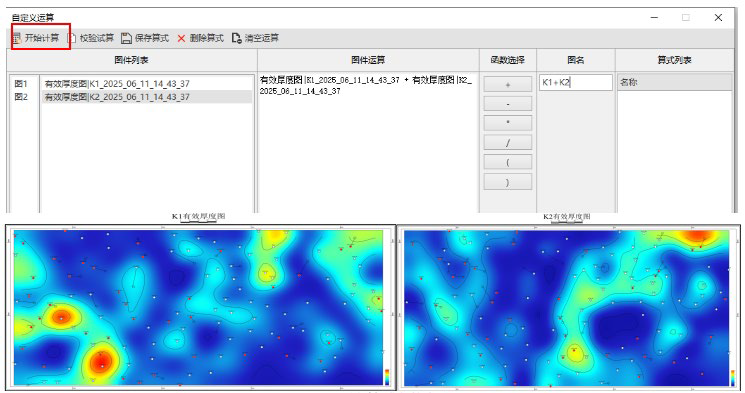 自定义运算
开始计算 校验试算 保存算式 删除算式 清空运算
图件列表 图件运算 函数选择 图名 算式列表
图1 有效厚度图|K1_2025_06_11_14_43_37
图2 有效厚度图|K2_2025_06_11_14_43_37
有效厚度图|K1_2025_06_11_14_43_37 + 有效厚度图|K2_
2025_06_11_14_43_37
+
-
*
/
(
)
K1+K2
名称
K1有效厚度图 K2有效厚度图